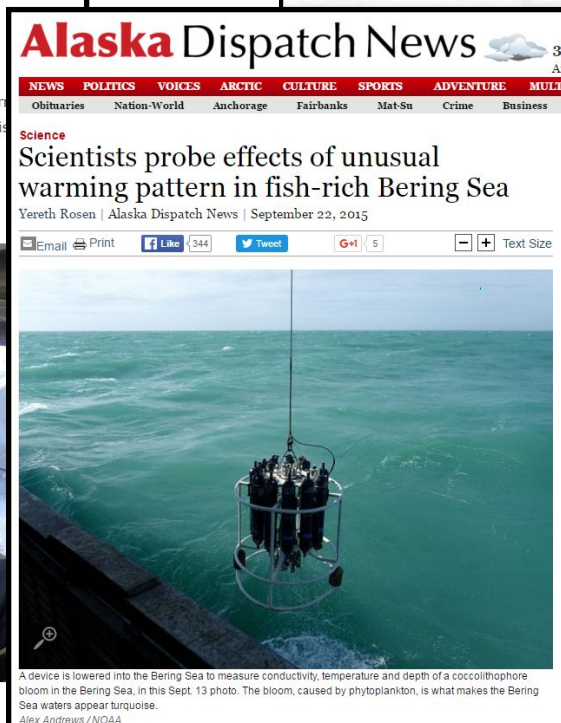 Alaska Dispatch News
NEWS POLITICS VOICES ARCTIC CULTURE SPORTS ADVENTURE MULT
Obituaries Nation-World Anchorage Fairbanks Mat-Su Crime Business
Science
Scientists probe effects of unusual
warming pattern in fish-rich Bering Sea
Yereth Rosen | Alaska Dispatch News | September 22, 2015
Email Print Like 344 Tweet G+1 5 Text Size
A device is lowered into the Bering Sea to measure conductivity, temperature and depth of a coccolithophore
bloom in the Bering Sea, in this Sept. 13 photo. The bloom, caused by phytoplankton, is what makes the Bering
Sea waters appear turquoise.
Alex Andrews / NOAA